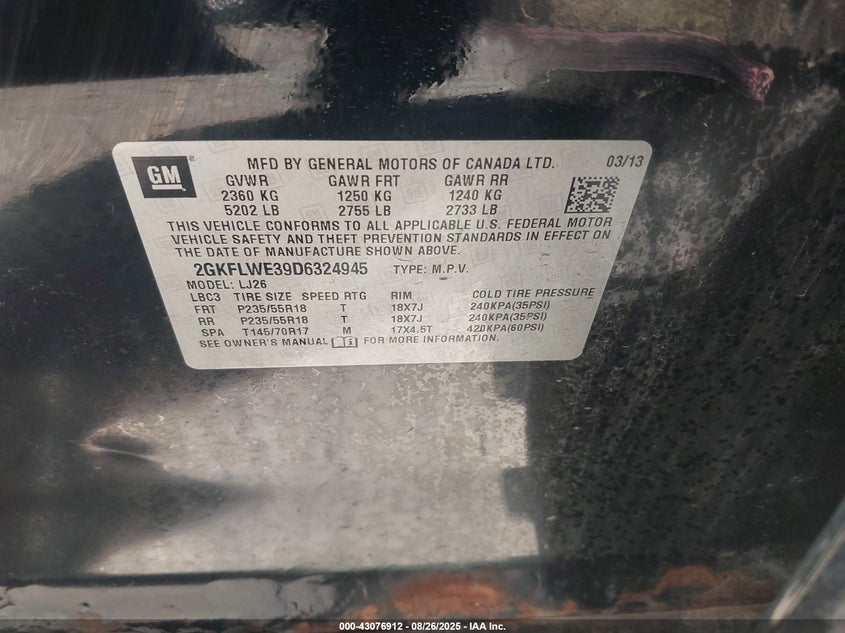 GM ® MFD BY GENERAL MOTORS OF CANADA LTD. 03/13
GVWR GAWR FRT GAWR RR
2360 KG 1250 KG 1240 KG
5202 LB 2755 LB 2733 LB
THIS VEHICLE CONFORMS TO ALL APPLICABLE U.S. FEDERAL MOTOR
VEHICLE SAFETY AND THEFT PREVENTION STANDARDS IN EFFECT ON
THE DATE OF MANUFACTURE SHOWN ABOVE.
2GKFLWE39D6324945 TYPE: M.P.V.
MODEL: LJ26
LBC3 TIRE SIZE SPEED RTG RIM COLD TIRE PRESSURE
FRT P235/55R18 T 18X7J 240KPA(35PSI)
RR P235/55R18 T 18X7J 240KPA(35PSI)
SPA T145/70R17 M 17X4.5T 420KPA(60PSI)
SEE OWNER'S MANUAL FOR MORE INFORMATION.
000-43076912 - 08/26/2025 - IAA Inc.